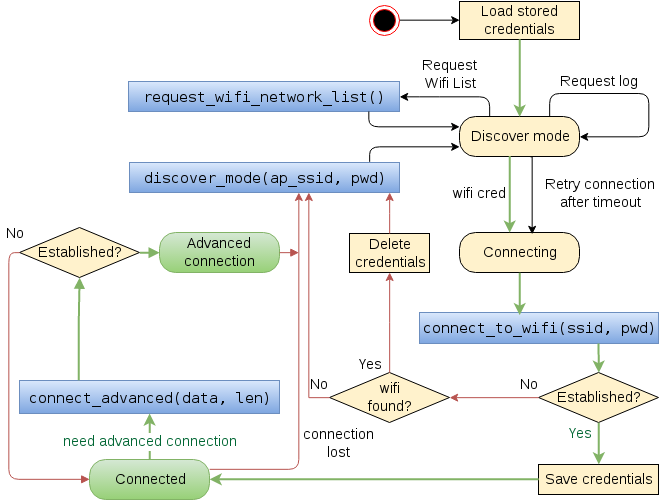 Load stored
credentials
Request
Wifi List
Request log
request_wifi_network_list()
Discover mode
discover_mode(ap_ssid, pwd)
wifi cred
Retry connection
after timeout
No
Established?
Advanced
connection
Delete
credentials
Connecting
connect_to_wifi(ssid, pwd)
Yes
No
wifi
found?
No
Established?
connect_advanced(data, len)
need advanced connection
connection
lost
Yes
Connected
Save credentials